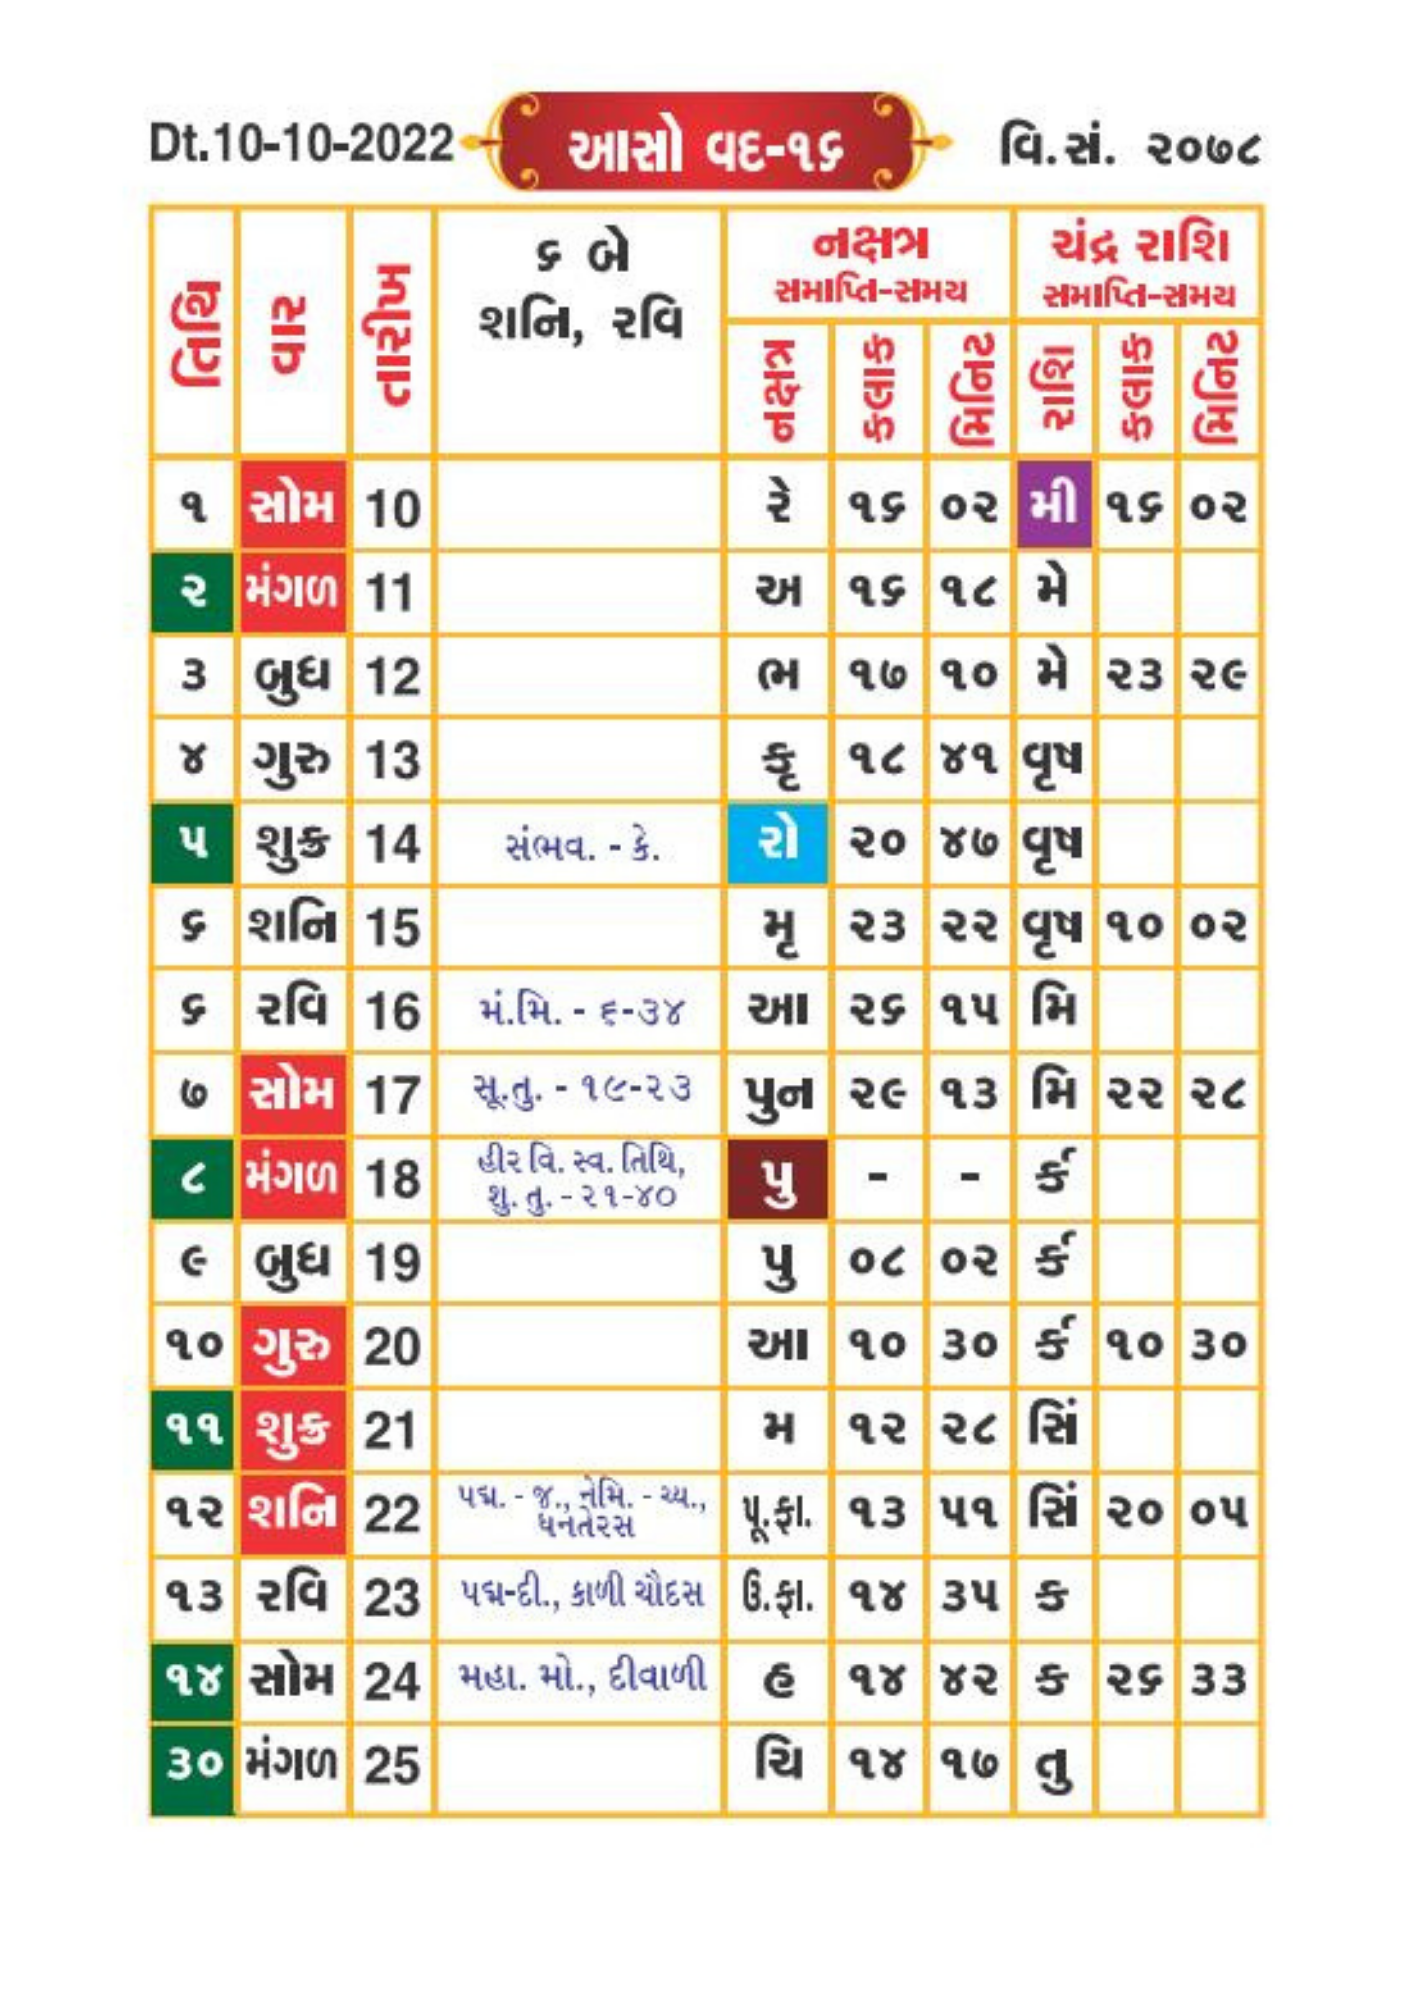 Dt.10-10-2022 આસો વદ-૧૬ વિ.સં. ૨૦૭૮
તિથિ વાર તારીખ ૬ બે શનિ, રવિ નક્ષત્ર સમાપ્તિ-સમય ચંદ્ર રાશિ સમાપ્તિ-સમય
નક્ષત્ર કલાક મિનિટ રાશિ કલાક મિનિટ
૧ સોમ 10 રે ૧૬ ૦૨ મી ૧૬ ૦૨
૨ મંગળ 11 અ ૧૬ ૧૮ મે
૩ બુધ 12 ભ ૧૭ ૧૦ મે ૨૩ ૨૯
૪ ગુરુ 13 કૃ ૧૮ ૪૧ વૃષ
૫ શુક્ર 14 સંભવ. - કે. રો ૨૦ ૪૭ વૃષ
૬ શનિ 15 મૃ ૨૩ ૨૨ વૃષ ૧૦ ૦૨
૬ રવિ 16 મં.મિ. - ૬-૩૪ આ ૨૬ ૧૫ મિ
૭ સોમ 17 સૂ.તુ. - ૧૯-૨૩ પુન ૨૯ ૧૩ મિ ૨૨ ૨૮
૮ મંગળ 18 હીર વિ. સ્વ. તિથિ, શુ. તુ. - ૨૧-૪૦ પુ - - ર્ક
૯ બુધ 19 પુ ૦૮ ૦૨ ર્ક
૧૦ ગુરુ 20 આ ૧૦ ૩૦ ર્ક ૧૦ ૩૦
૧૧ શુક્ર 21 મ ૧૨ ૨૮ સિં
૧૨ શનિ 22 પદ્મ. - જ., નેમિ. - ચ્ય., ધનતેરસ પૂ.ફા. ૧૩ ૫૧ સિં ૨૦ ૦૫
૧૩ રવિ 23 પદ્મ-દી., કાળી ચૌદસ ઉ.ફા. ૧૪ ૩૫ ક
૧૪ સોમ 24 મહા. મો., દીવાળી હ ૧૪ ૪૨ ક ૨૬ ૩૩
૩૦ મંગળ 25 ચિ ૧૪ ૧૭ તુ